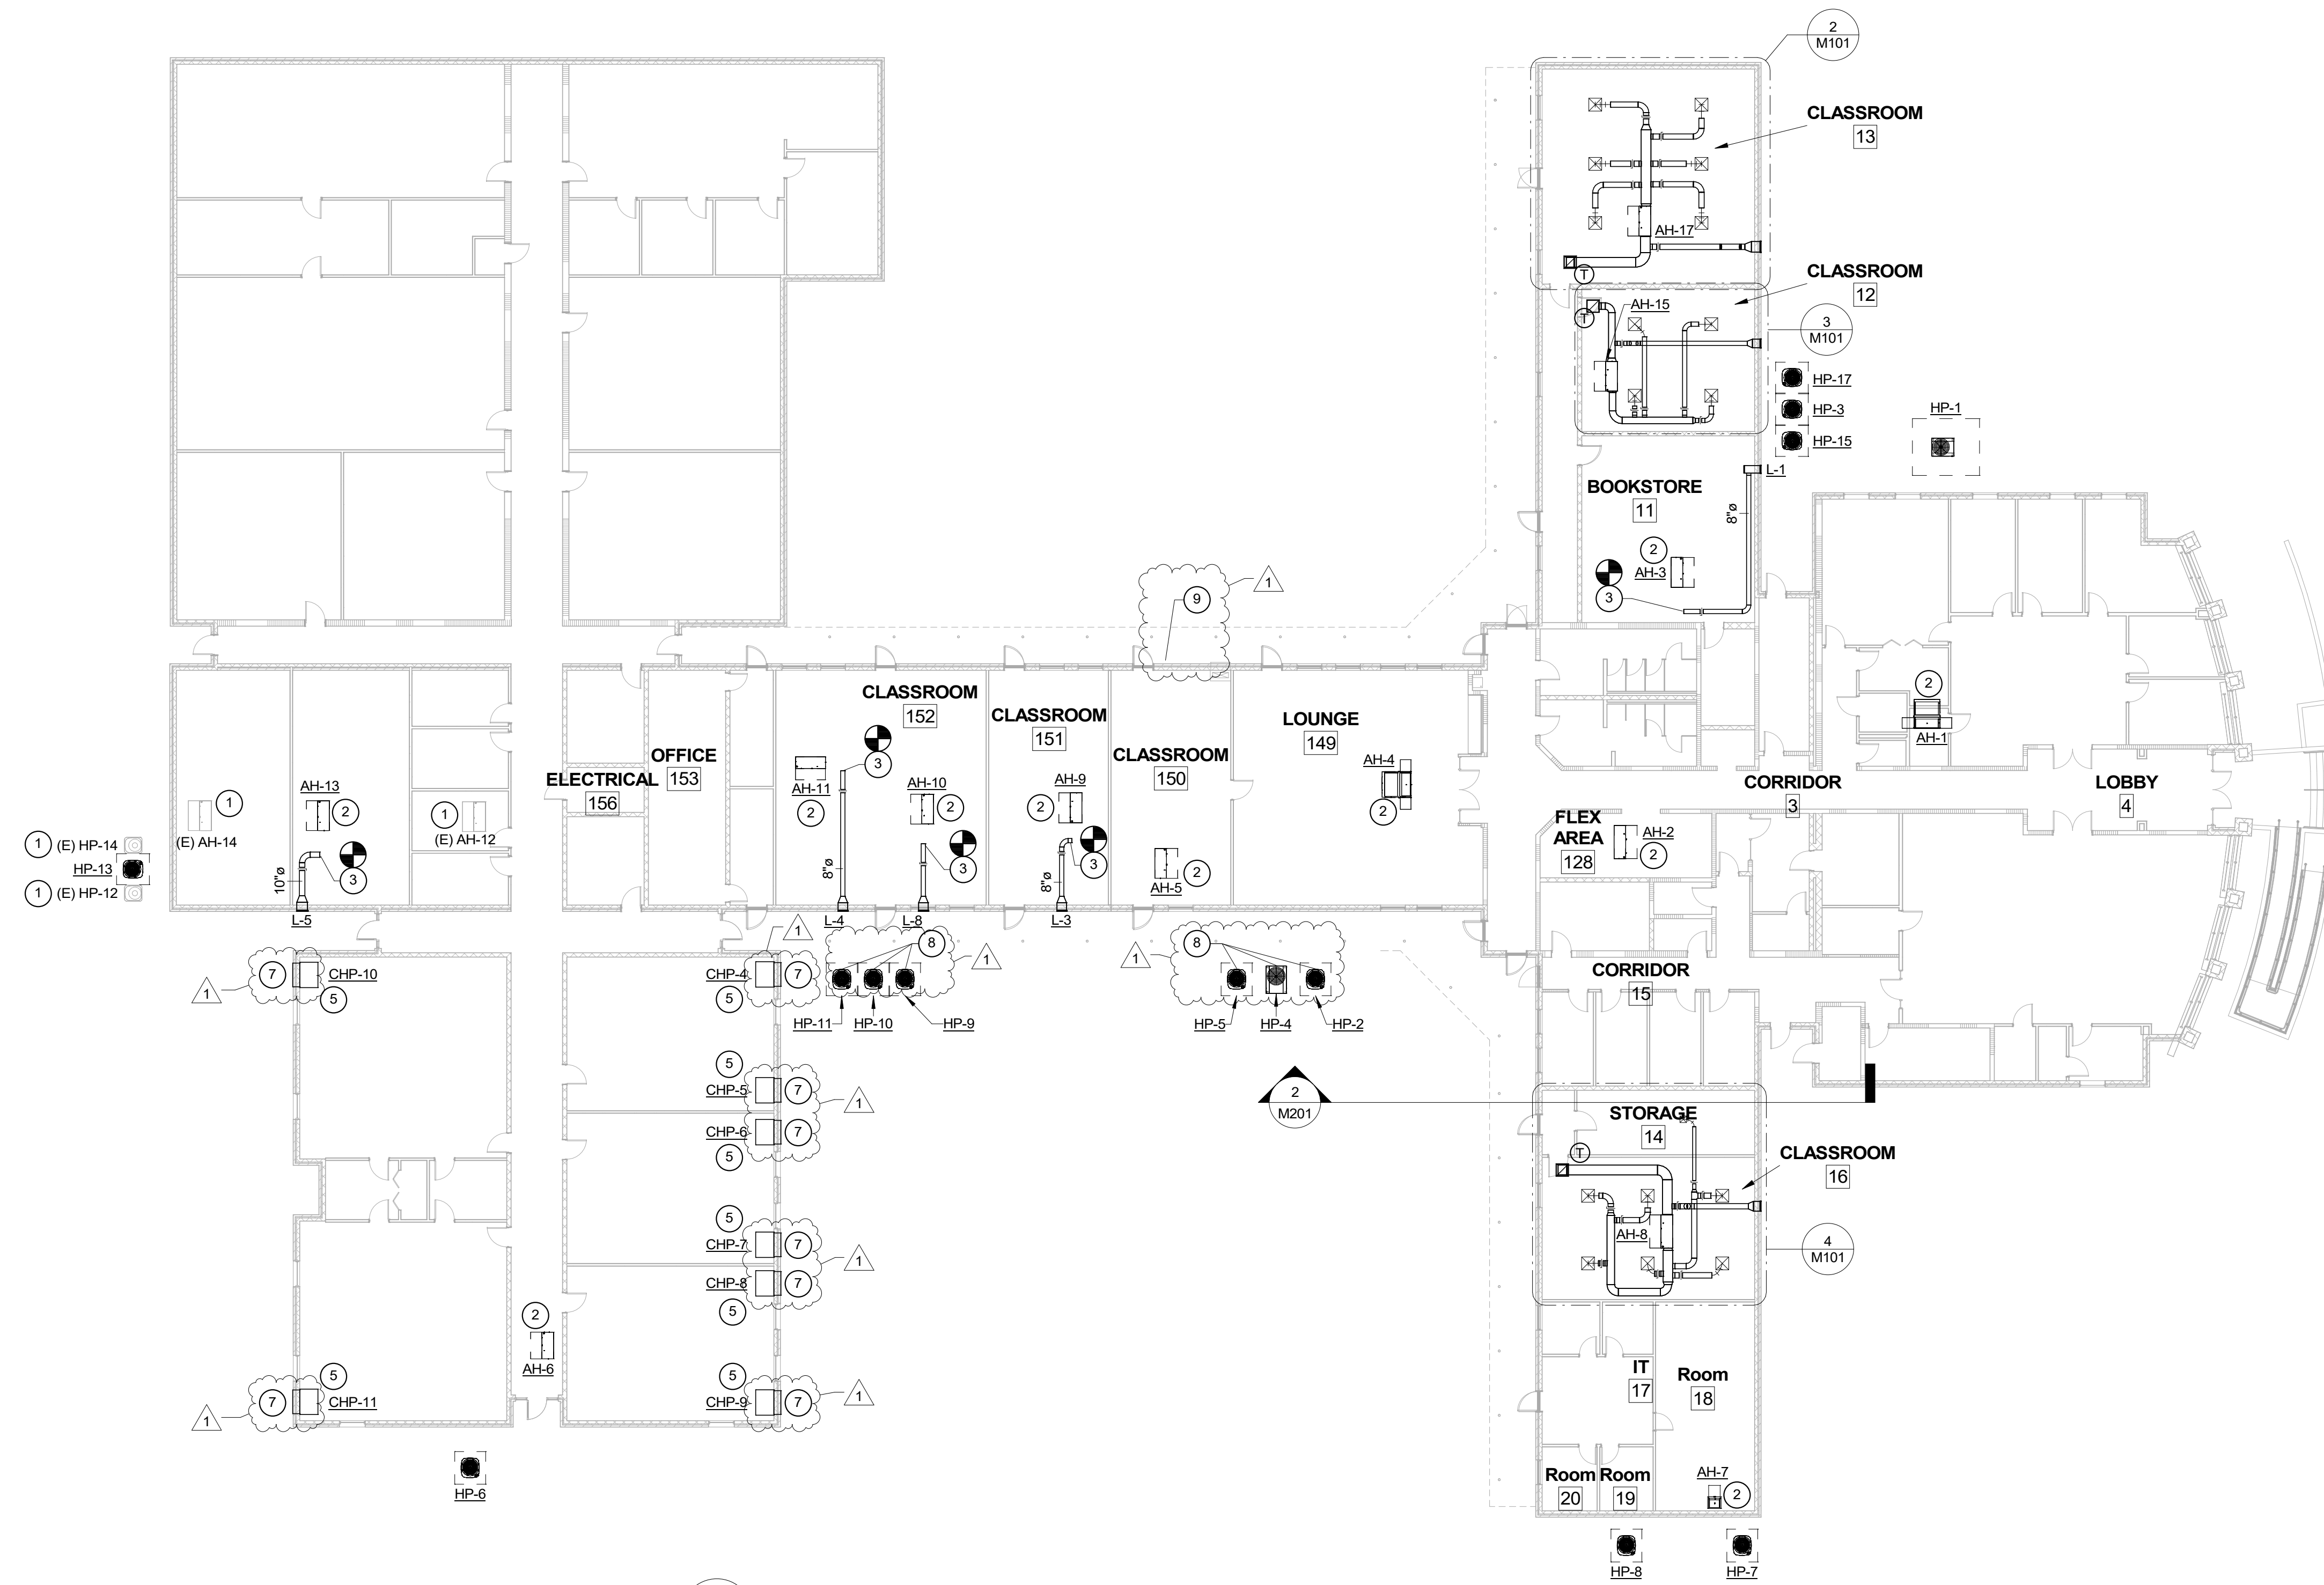 2
M101
CLASSROOM
13
AH-17
T
CLASSROOM
12
AH-15
T
3
M101
HP-17
HP-3
HP-15
HP-1
L-1
BOOKSTORE
11
8"ø
2
AH-3
3
1
9
CLASSROOM
152
CLASSROOM
151
CLASSROOM
150
LOUNGE
149
OFFICE
153
ELECTRICAL
156
AH-13
2
1
(E) AH-14
1
(E) AH-12
1
(E) HP-14
HP-13
1
(E) HP-12
10"ø
3
L-5
AH-11
2
3
8"ø
AH-10
2
3
AH-9
2
8"ø
3
AH-5
2
AH-4
2
L-4
L-8
L-3
2
AH-1
CORRIDOR
3
LOBBY
4
FLEX
AREA
128
AH-2
2
7
CHP-10
5
1
1
CHP-4
7
5
8
1
HP-11
HP-10
HP-9
1
8
HP-5
HP-4
HP-2
CORRIDOR
15
5
CHP-5
7
1
CHP-6
7
5
2
M201
STORAGE
14
T
CLASSROOM
16
AH-8
4
M101
5
CHP-7
7
1
CHP-8
7
5
2
AH-6
5
7
CHP-11
1
5
CHP-9
7
1
HP-6
IT
17
Room
18
Room
20
Room
19
AH-7
2
HP-8
HP-7